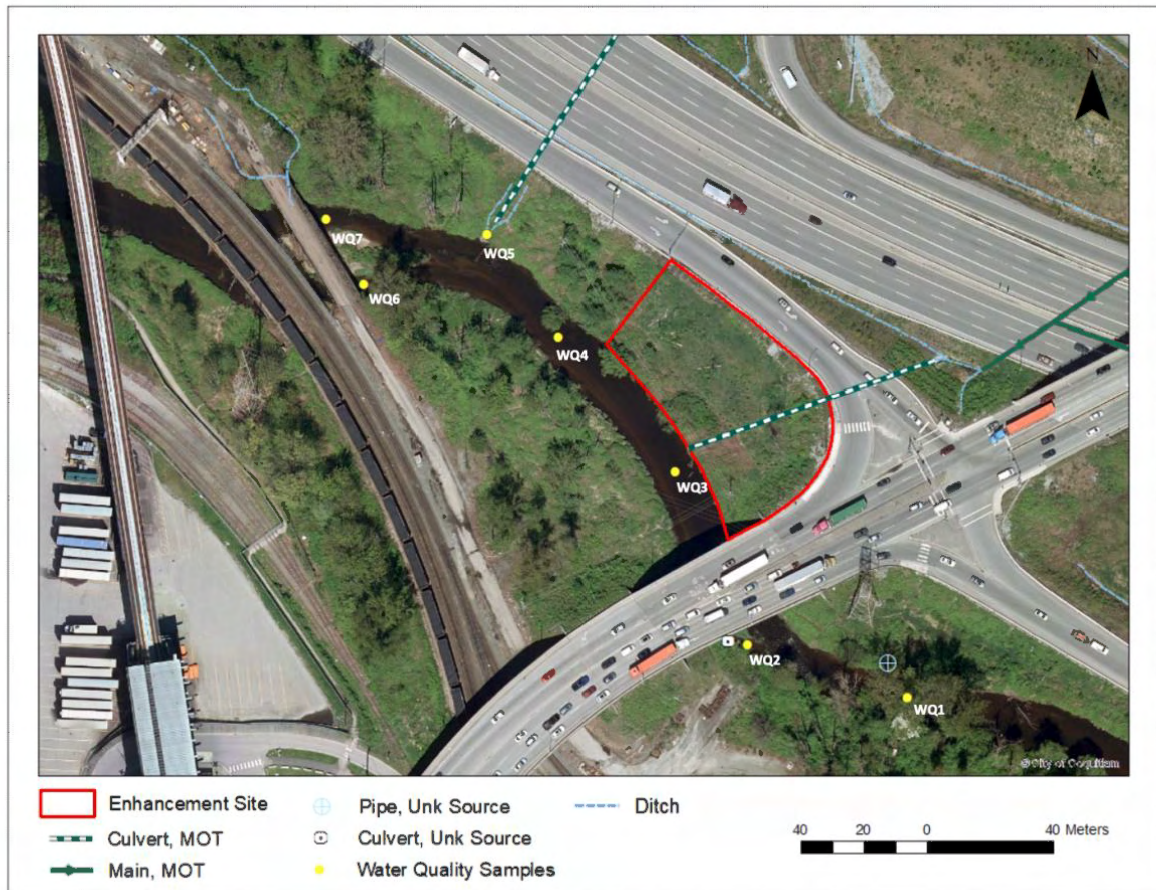 N
WQ7
WQ5
WQ6
WQ4
WQ3
WQ2
WQ1
© City of Coquitlam
Enhancement Site
Pipe, Unk Source
Ditch
Culvert, MOT
Culvert, Unk Source
40 20 0 40 Meters
Main, MOT
Water Quality Samples